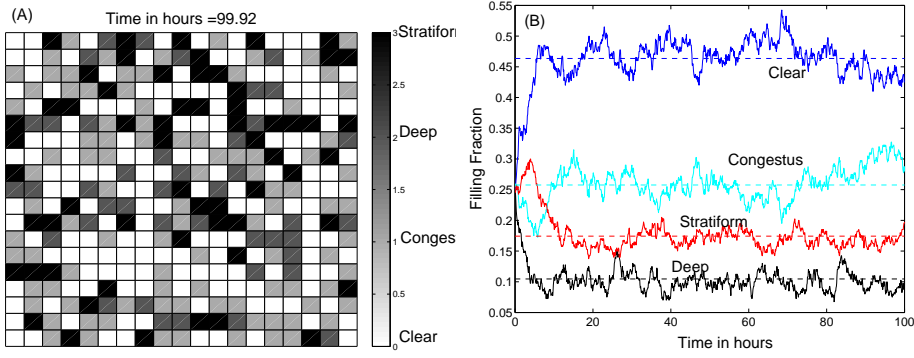 (A)
Time in hours =99.92
3
Stratiform
2.5
Deep
2
1.5
1
Conges
0.5
0
Clear
(B)
Filling Fraction
0.55
0.5
0.45
0.4
0.35
0.3
0.25
0.2
0.15
0.1
0.05
Clear
Congestus
Stratiform
Deep
0
20
40
60
80
100
Time in hours